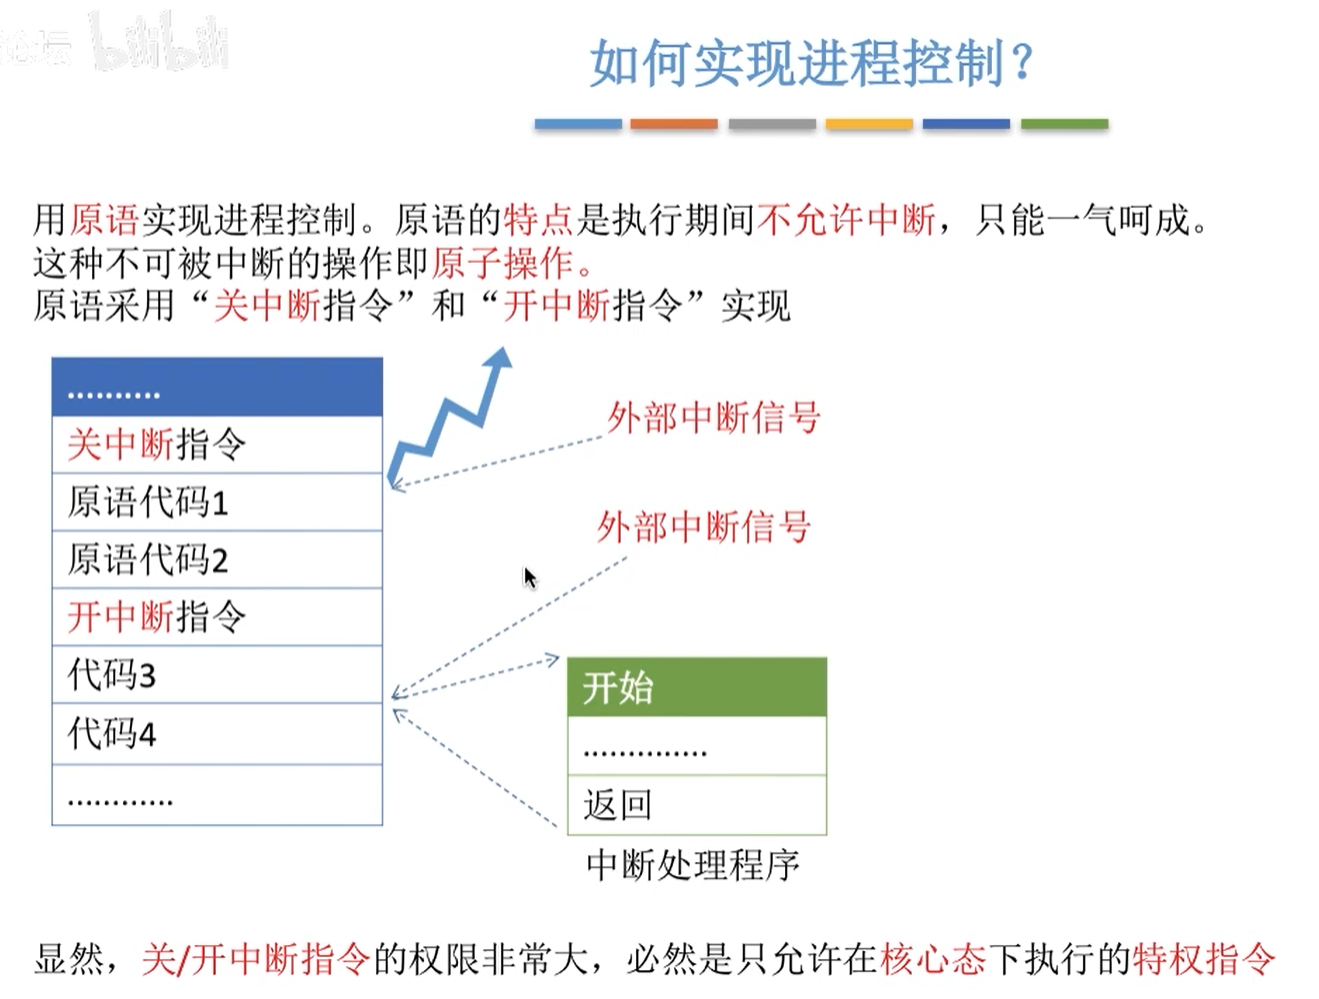 论坛 bilibili
如何实现进程控制？
用原语实现进程控制。原语的特点是执行期间不允许中断，只能一气呵成。
这种不可被中断的操作即原子操作。
原语采用“关中断指令”和“开中断指令”实现
..........
关中断指令
原语代码1
原语代码2
开中断指令
代码3
代码4
............
外部中断信号
外部中断信号
开始
..............
返回
中断处理程序
显然，关/开中断指令的权限非常大，必然是只允许在核心态下执行的特权指令